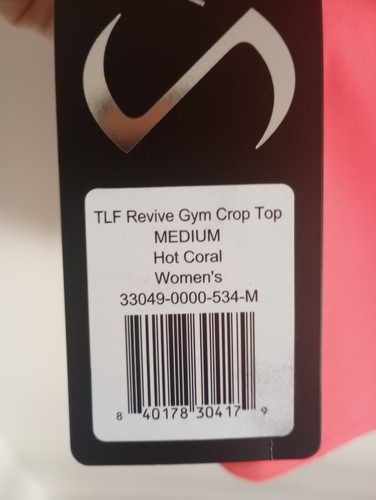 TLF Revive Gym Crop Top
MEDIUM
Hot Coral
Women's
33049-0000-534-M
8 40178 30417 9